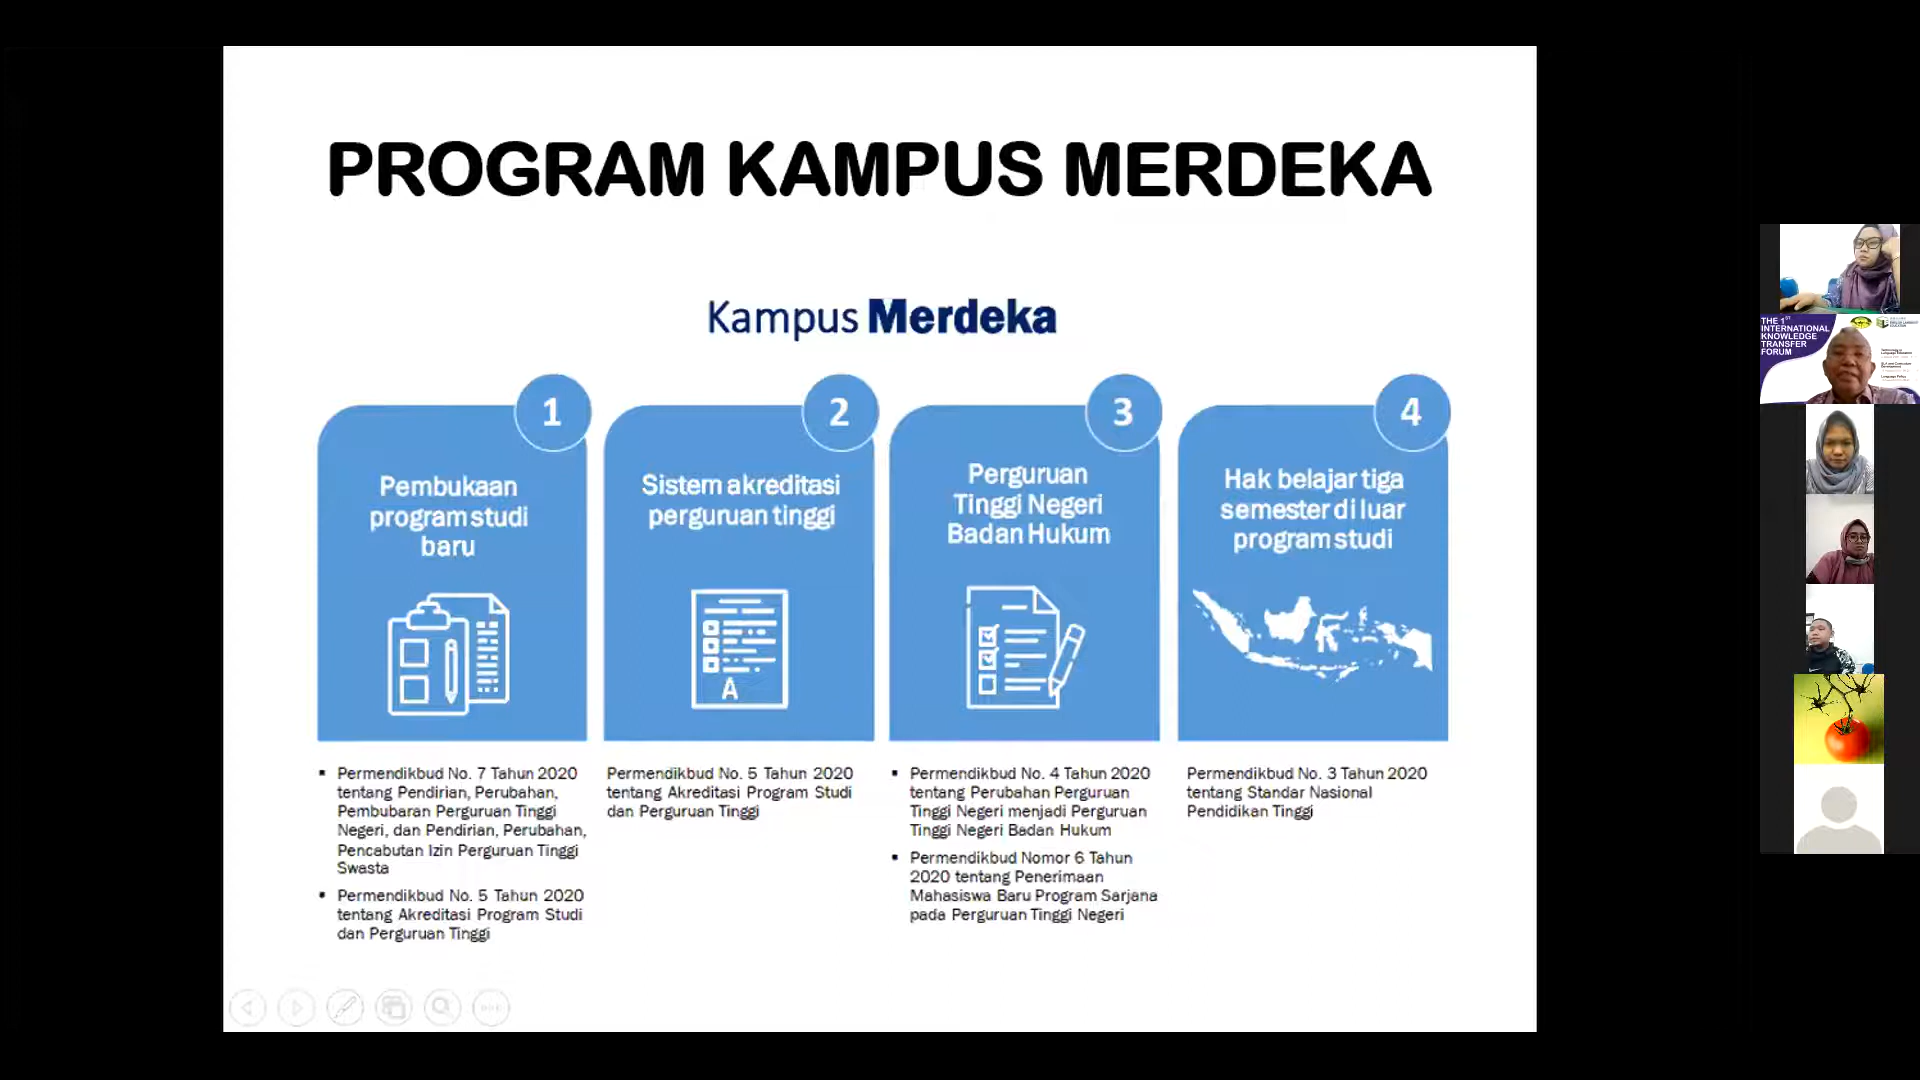 PROGRAM KAMPUS MERDEKA
Kampus Merdeka
1
Pembukaan
program studi
baru
2
Sistem akreditasi
perguruan tinggi
A
3
Perguruan
Tinggi Negeri
Badan Hukum
4
Hak belajar tiga
semester di luar
program studi
▪ Permendikbud No. 7 Tahun 2020
tentang Pendirian, Perubahan,
Pembubaran Perguruan Tinggi
Negeri, dan Pendirian, Perubahan,
Pencabutan Izin Perguruan Tinggi
Swasta
▪ Permendikbud No. 5 Tahun 2020
tentang Akreditasi Program Studi
dan Perguruan Tinggi
Permendikbud No. 5 Tahun 2020
tentang Akreditasi Program Studi
dan Perguruan Tinggi
▪ Permendikbud No. 4 Tahun 2020
tentang Perubahan Perguruan
Tinggi Negeri menjadi Perguruan
Tinggi Negeri Badan Hukum
▪ Permendikbud Nomor 6 Tahun
2020 tentang Penerimaan
Mahasiswa Baru Program Sarjana
pada Perguruan Tinggi Negeri
Permendikbud No. 3 Tahun 2020
tentang Standar Nasional
Pendidikan Tinggi
THE 1ST
INTERNATIONAL
KNOWLEDGE
TRANSFER
FORUM